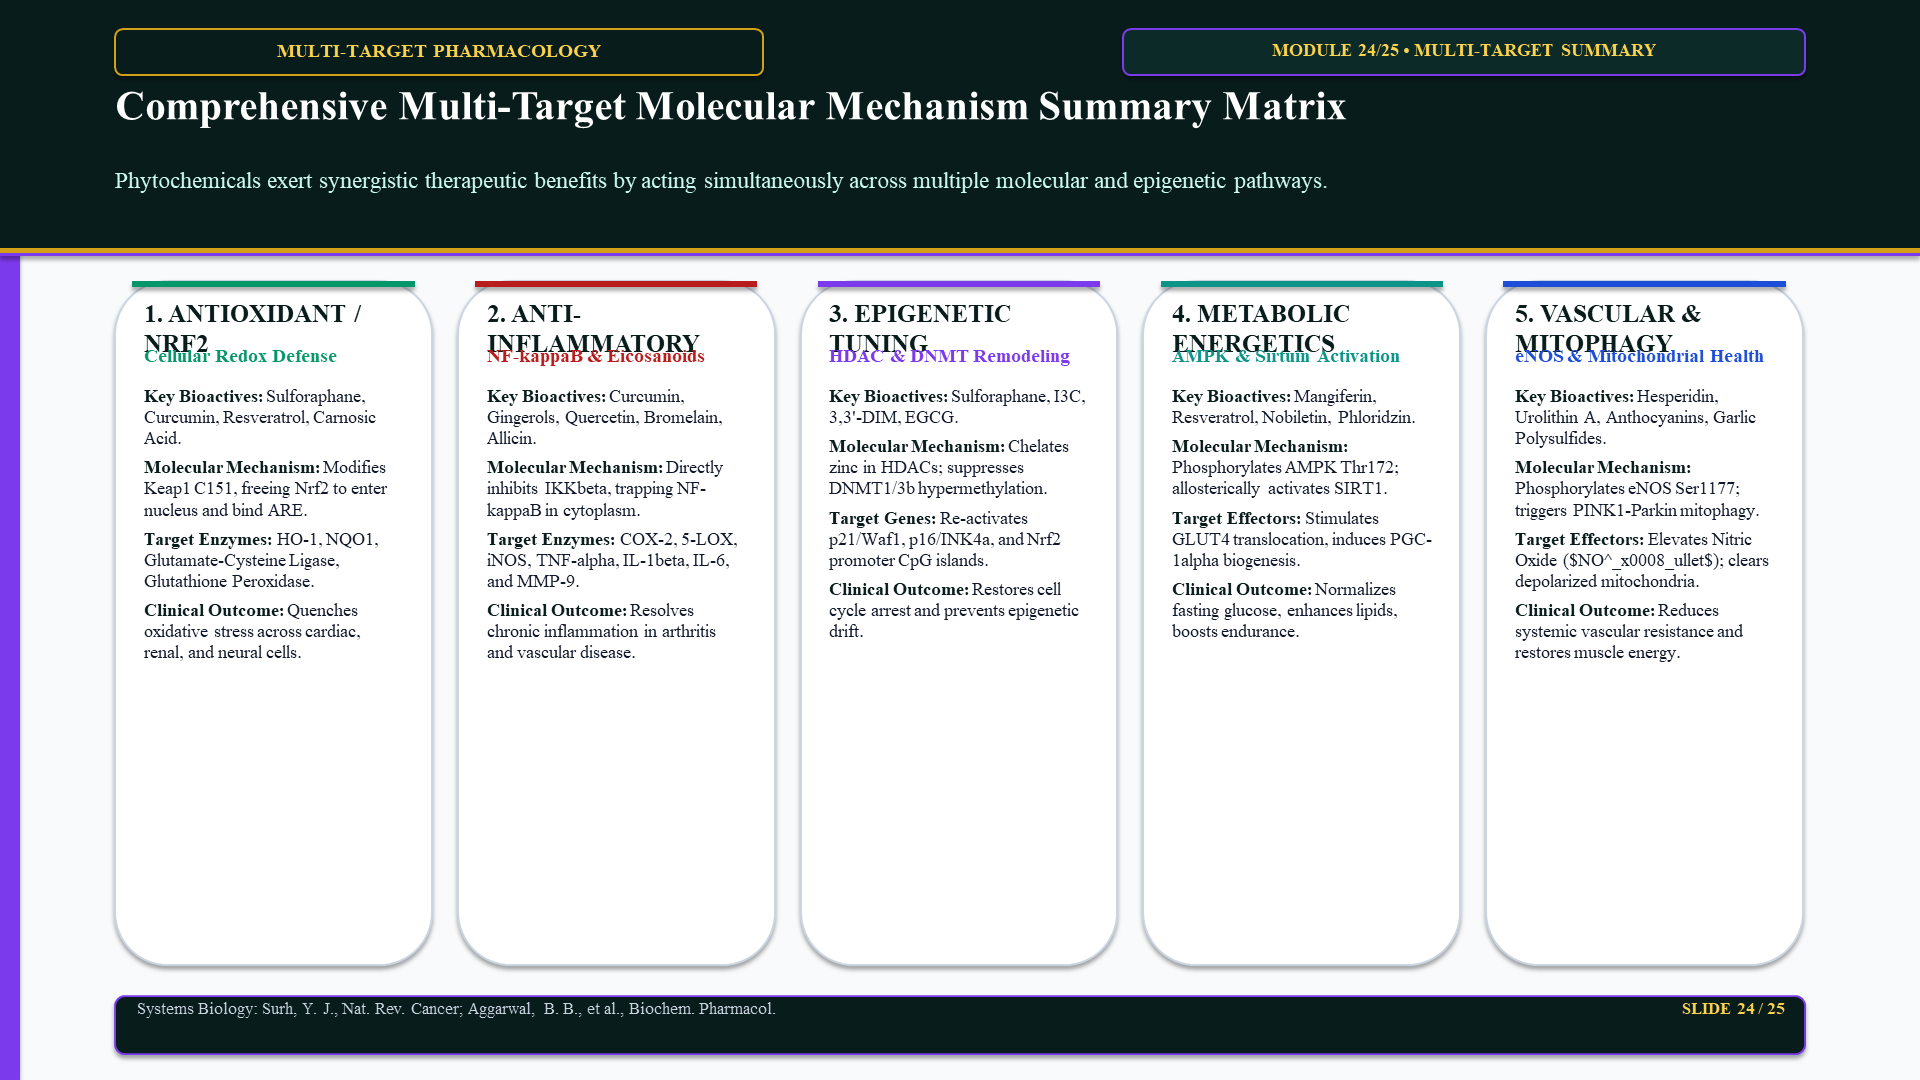 MULTI-TARGET PHARMACOLOGY
MODULE 24/25 • MULTI-TARGET SUMMARY
Comprehensive Multi-Target Molecular Mechanism Summary Matrix
Phytochemicals exert synergistic therapeutic benefits by acting simultaneously across multiple molecular and epigenetic pathways.
1. ANTIOXIDANT /
NRF2
Cellular Redox Defense
Key Bioactives: Sulforaphane,
Curcumin, Resveratrol, Carnosic
Acid.
Molecular Mechanism: Modifies
Keap1 C151, freeing Nrf2 to enter
nucleus and bind ARE.
Target Enzymes: HO-1, NQO1,
Glutamate-Cysteine Ligase,
Glutathione Peroxidase.
Clinical Outcome: Quenches
oxidative stress across cardiac,
renal, and neural cells.
2. ANTI-
INFLAMMATORY
NF-kappaB & Eicosanoids
Key Bioactives: Curcumin,
Gingerols, Quercetin, Bromelain,
Allicin.
Molecular Mechanism: Directly
inhibits IKKbeta, trapping NF-
kappaB in cytoplasm.
Target Enzymes: COX-2, 5-LOX,
iNOS, TNF-alpha, IL-1beta, IL-6,
and MMP-9.
Clinical Outcome: Resolves
chronic inflammation in arthritis
and vascular disease.
3. EPIGENETIC
TUNING
HDAC & DNMT Remodeling
Key Bioactives: Sulforaphane, I3C,
3,3'-DIM, EGCG.
Molecular Mechanism: Chelates
zinc in HDACs; suppresses
DNMT1/3b hypermethylation.
Target Genes: Re-activates
p21/Waf1, p16/INK4a, and Nrf2
promoter CpG islands.
Clinical Outcome: Restores cell
cycle arrest and prevents epigenetic
drift.
4. METABOLIC
ENERGETICS
AMPK & Sirtuin Activation
Key Bioactives: Mangiferin,
Resveratrol, Nobiletin, Phloridzin.
Molecular Mechanism:
Phosphorylates AMPK Thr172;
allosterically activates SIRT1.
Target Effectors: Stimulates
GLUT4 translocation, induces PGC-
1alpha biogenesis.
Clinical Outcome: Normalizes
fasting glucose, enhances lipids,
boosts endurance.
5. VASCULAR &
MITOPHAGY
eNOS & Mitochondrial Health
Key Bioactives: Hesperidin,
Urolithin A, Anthocyanins, Garlic
Polysulfides.
Molecular Mechanism:
Phosphorylates eNOS Ser1177;
triggers PINK1-Parkin mitophagy.
Target Effectors: Elevates Nitric
Oxide ($NO^_x0008_ullet$); clears
depolarized mitochondria.
Clinical Outcome: Reduces
systemic vascular resistance and
restores muscle energy.
Systems Biology: Surh, Y. J., Nat. Rev. Cancer; Aggarwal, B. B., et al., Biochem. Pharmacol.
SLIDE 24 / 25